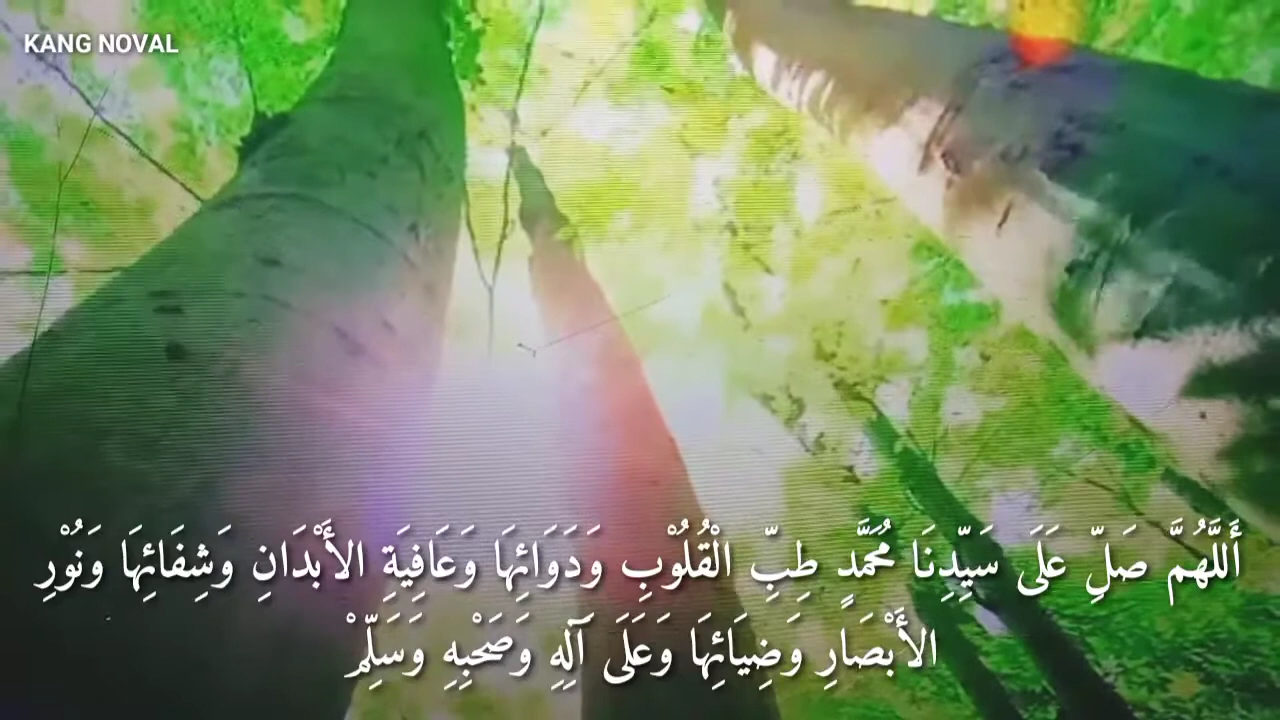 KANG NOVAL
أَللَّهُمَّ صَلِّ عَلَى سَيِّدِنَا مُحَمَّدٍ طِبِّ الْقُلُوْبِ وَدَوَائِهَا وَعَافِيَةِ الأَبْدَانِ وَشِفَائِهَا وَنُوْرِ
الأَبْصَارِ وَضِيَائِهَا وَعَلَى آلِهِ وَصَحْبِهِ وَسَلِّمْ